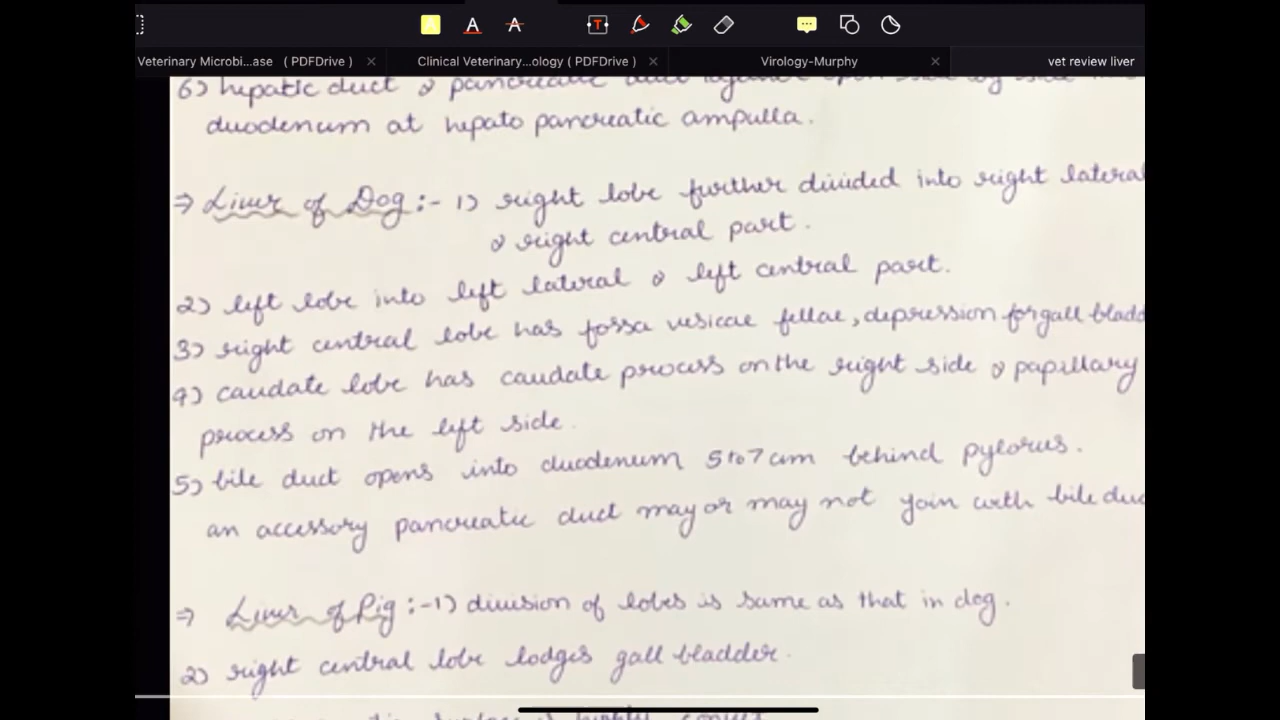 Veterinary Microbi...ase ( PDFDrive )
Clinical Veterinary...ology ( PDFDrive )
Virology-Murphy
vet review liver
6) hepatic duct & pancreatic duct
duodenum at hepato pancreatic ampulla.
⇒ Liver of Dog :- 1) right lobe further divided into right lateral
& right central part.
2) left lobe into left lateral & left central part.
3) right central lobe has fossa vesicae fellae, depression for gall bladd
4) caudate lobe has caudate process on the right side & papillary
process on the left side.
5) bile duct opens into duodenum 5 to 7 cm behind pylorus.
an accessory pancreatic duct may or may not join with bile duc
⇒ Liver of Pig :- 1) division of lobes is same as that in dog.
2) right central lobe lodges gall bladder.